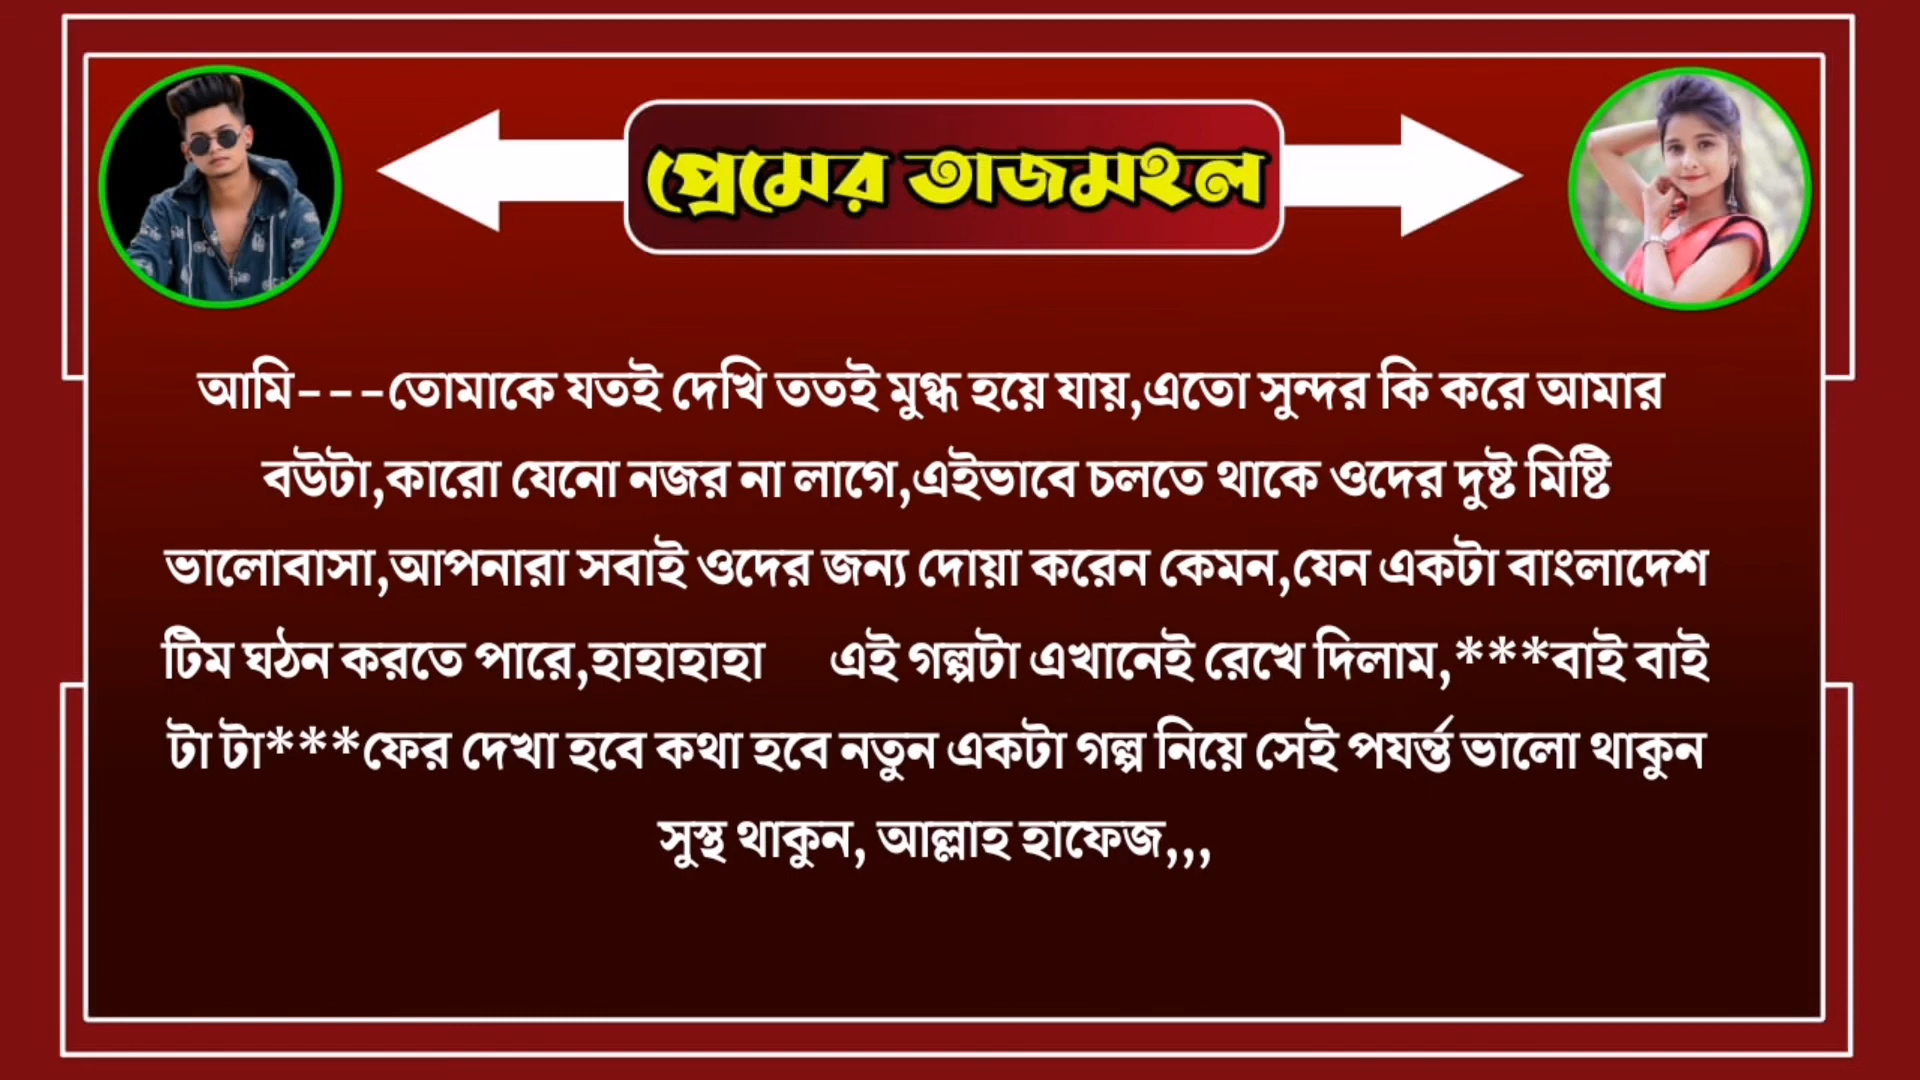 প্রেমের তাজমহল
আমি---তোমাকে যতই দেখি ততই মুগ্ধ হয়ে যায়,এতো সুন্দর কি করে আমার
বউটা,কারো যেনো নজর না লাগে,এইভাবে চলতে থাকে ওদের দুষ্ট মিষ্টি
ভালোবাসা,আপনারা সবাই ওদের জন্য দোয়া করেন কেমন,যেন একটা বাংলাদেশ
টিম ঘঠন করতে পারে,হাহাহাহা এই গল্পটা এখানেই রেখে দিলাম,***বাই বাই
টা টা***ফের দেখা হবে কথা হবে নতুন একটা গল্প নিয়ে সেই পযর্ন্ত ভালো থাকুন
সুস্থ থাকুন, আল্লাহ হাফেজ,,,